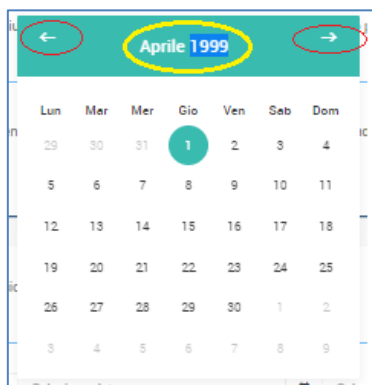 ← Aprile 1999 →
Lun Mar Mer Gio Ven Sab Dom
29 30 31 1 2 3 4
5 6 7 8 9 10 11
12 13 14 15 16 17 18
19 20 21 22 23 24 25
26 27 28 29 30 1 2
3 4 5 6 7 8 9